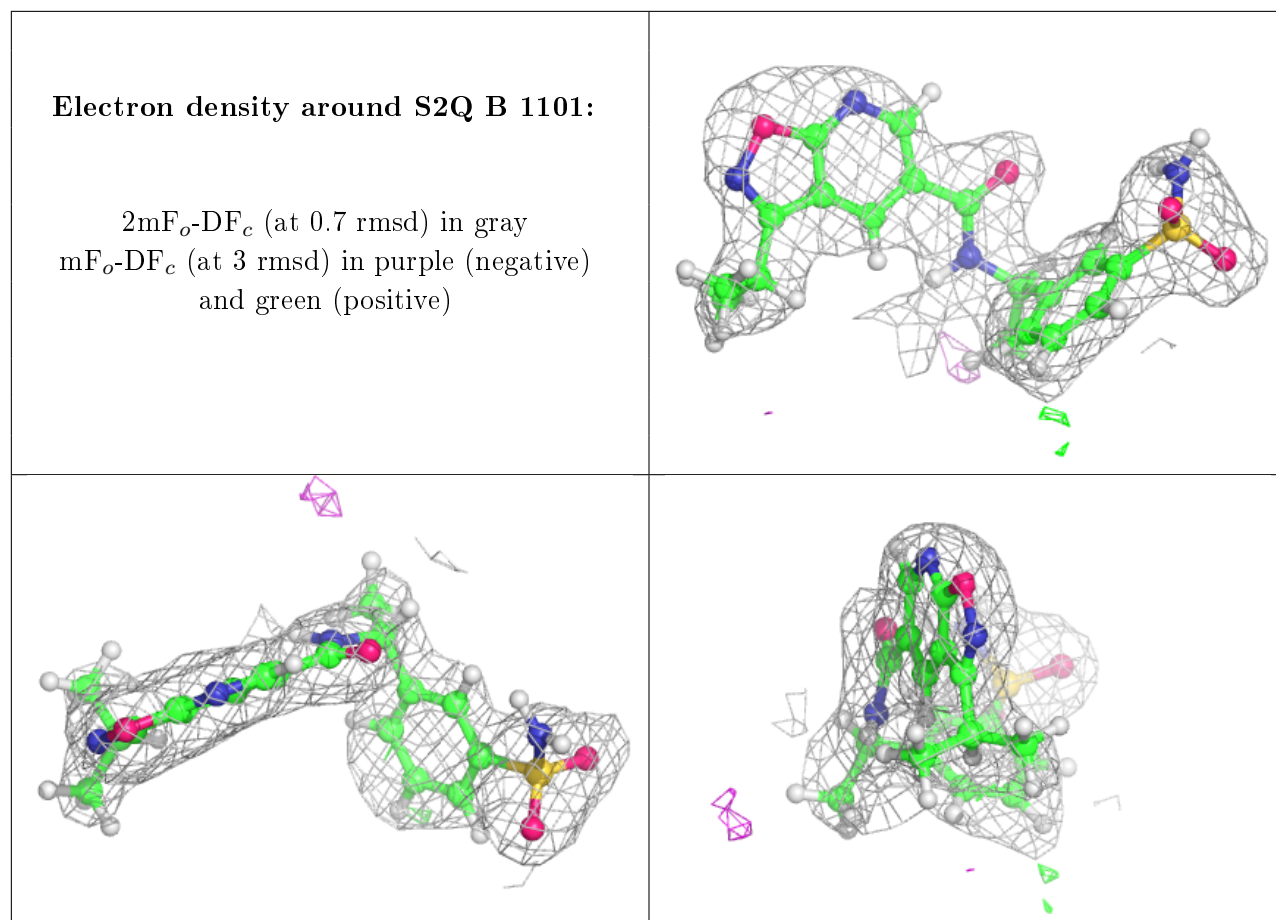 Electron density around S2Q B 1101:
2mFo-DFc (at 0.7 rmsd) in gray
mFo-DFc (at 3 rmsd) in purple (negative)
and green (positive)